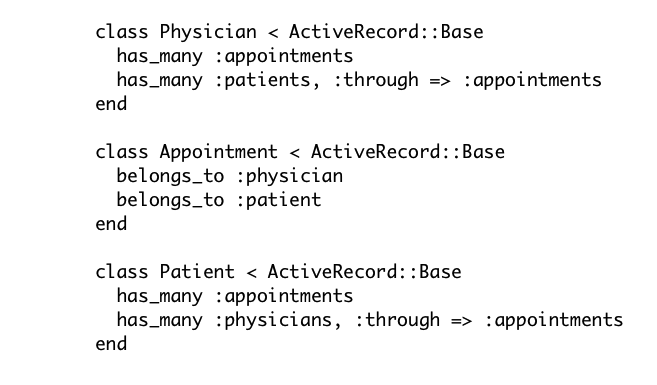 class Physician < ActiveRecord::Base
  has_many :appointments
  has_many :patients, :through => :appointments
end

class Appointment < ActiveRecord::Base
  belongs_to :physician
  belongs_to :patient
end

class Patient < ActiveRecord::Base
  has_many :appointments
  has_many :physicians, :through => :appointments
end